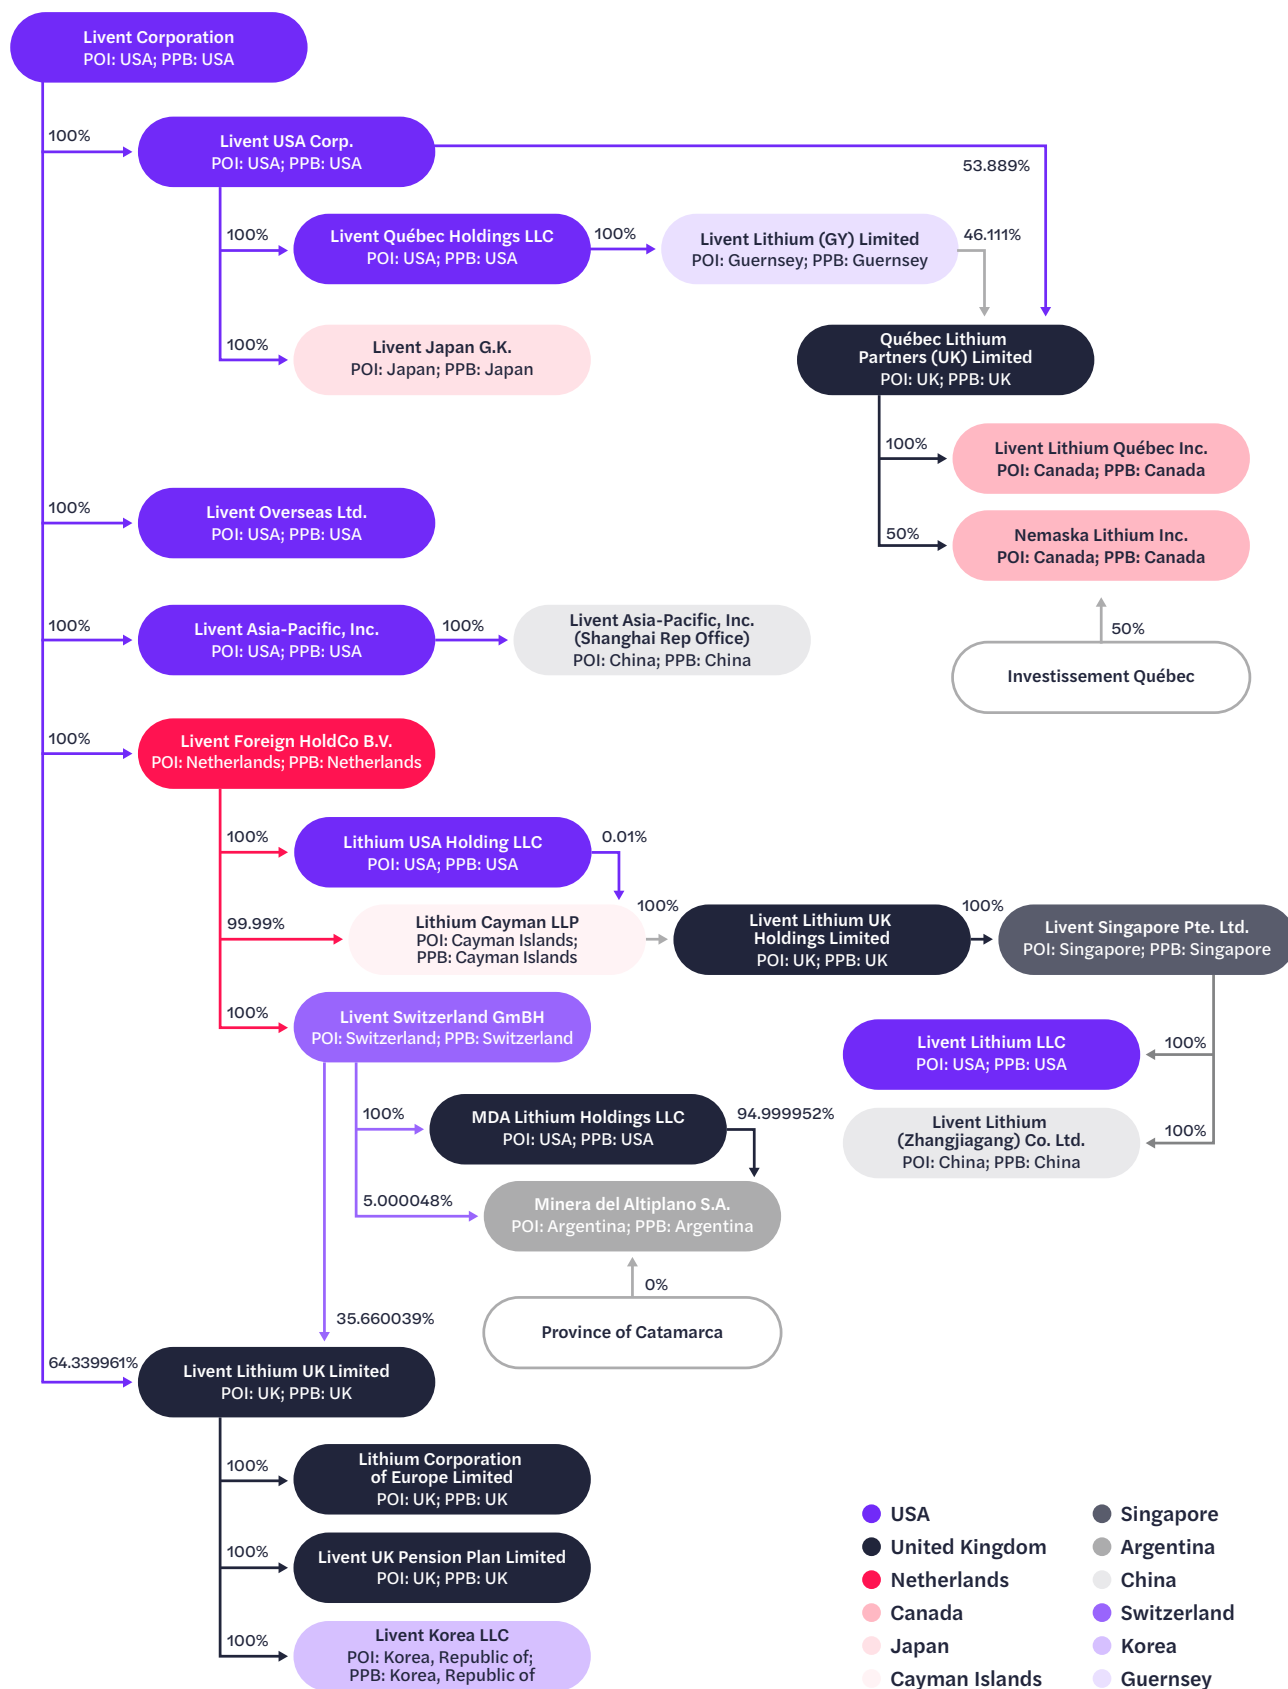 Livent Corporation
POI: USA; PPB: USA
100%
Livent USA Corp.
POI: USA; PPB: USA
53.889%
100%
Livent Québec Holdings LLC
POI: USA; PPB: USA
100%
Livent Lithium (GY) Limited
POI: Guernsey; PPB: Guernsey
46.111%
100%
Livent Japan G.K.
POI: Japan; PPB: Japan
Québec Lithium
Partners (UK) Limited
POI: UK; PPB: UK
100%
Livent Lithium Québec Inc.
POI: Canada; PPB: Canada
50%
Nemaska Lithium Inc.
POI: Canada; PPB: Canada
50%
Investissement Québec
100%
Livent Overseas Ltd.
POI: USA; PPB: USA
100%
Livent Asia-Pacific, Inc.
POI: USA; PPB: USA
100%
Livent Asia-Pacific, Inc.
(Shanghai Rep Office)
POI: China; PPB: China
100%
Livent Foreign HoldCo B.V.
POI: Netherlands; PPB: Netherlands
100%
Lithium USA Holding LLC
POI: USA; PPB: USA
0.01%
99.99%
Lithium Cayman LLP
POI: Cayman Islands;
PPB: Cayman Islands
100%
Livent Lithium UK
Holdings Limited
POI: UK; PPB: UK
100%
Livent Singapore Pte. Ltd.
POI: Singapore; PPB: Singapore
100%
Livent Switzerland GmBH
POI: Switzerland; PPB: Switzerland
Livent Lithium LLC
POI: USA; PPB: USA
100%
100%
MDA Lithium Holdings LLC
POI: USA; PPB: USA
94.999952%
Livent Lithium
(Zhangjiagang) Co. Ltd.
POI: China; PPB: China
100%
5.000048%
Minera del Altiplano S.A.
POI: Argentina; PPB: Argentina
0%
Province of Catamarca
35.660039%
64.339961%
Livent Lithium UK Limited
POI: UK; PPB: UK
100%
Lithium Corporation
of Europe Limited
POI: UK; PPB: UK
100%
Livent UK Pension Plan Limited
POI: UK; PPB: UK
100%
Livent Korea LLC
POI: Korea, Republic of;
PPB: Korea, Republic of
USA
United Kingdom
Netherlands
Canada
Japan
Cayman Islands
Singapore
Argentina
China
Switzerland
Korea
Guernsey